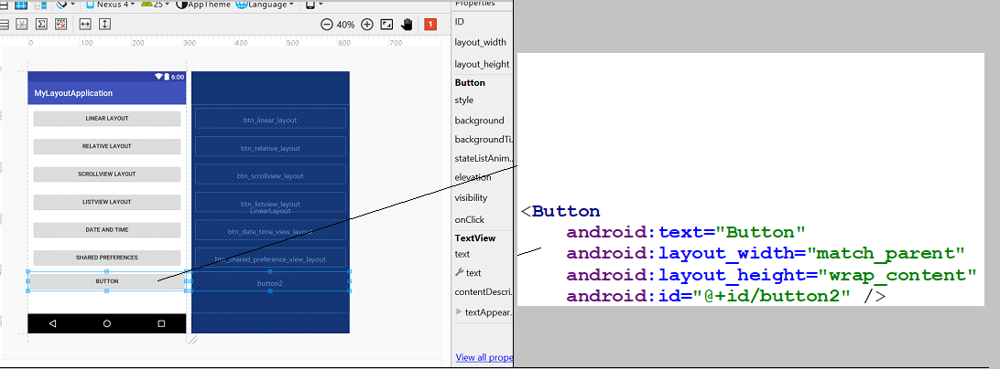 Nexus 4
25
AppTheme
Language
40%
1
0 100 200 300 400 500 600 700
6:00
MyLayoutApplication
LINEAR LAYOUT
RELATIVE LAYOUT
SCROLLVIEW LAYOUT
LISTVIEW LAYOUT
DATE AND TIME
SHARED PREFERENCES
BUTTON
btn_linear_layout
btn_relative_layout
btn_scrollview_layout
btn_listview_layout
LinearLayout
btn_date_time_view_layout
btn_shared_preference_view_layout
button2
Properties
ID
layout_width
layout_height
Button
style
background
backgroundTi...
stateListAnim...
elevation
visibility
onClick
TextView
text
text
contentDescri...
textAppear...
View all prope
<Button
android:text="Button"
android:layout_width="match_parent"
android:layout_height="wrap_content"
android:id="@+id/button2" />